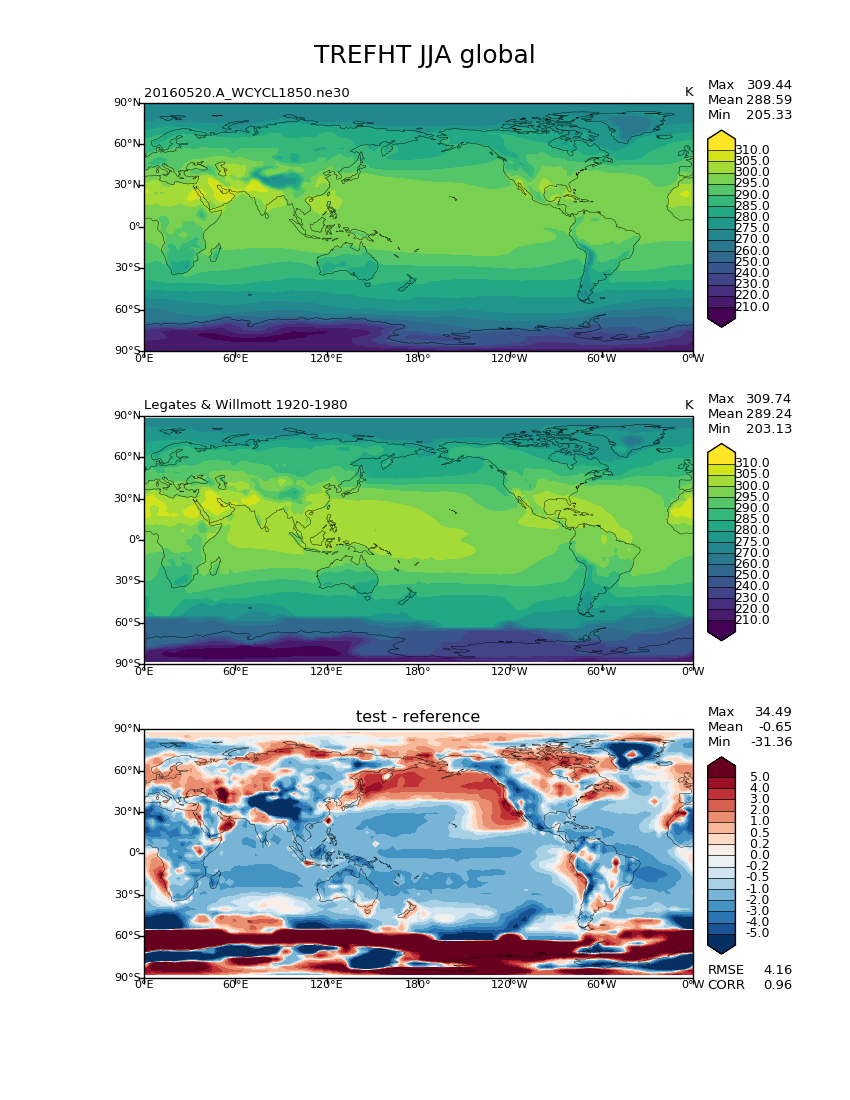 TREFHT JJA global
20160520.A_WCYCL1850.ne30 K
Max 309.44
Mean 288.59
Min 205.33
90°N
60°N
30°N
0°
30°S
60°S
90°S
0°E 60°E 120°E 180° 120°W 60°W 0°W
310.0
305.0
300.0
295.0
290.0
285.0
280.0
275.0
270.0
260.0
250.0
240.0
230.0
220.0
210.0
Legates & Willmott 1920-1980 K
Max 309.74
Mean 289.24
Min 203.13
90°N
60°N
30°N
0°
30°S
60°S
90°S
0°E 60°E 120°E 180° 120°W 60°W 0°W
310.0
305.0
300.0
295.0
290.0
285.0
280.0
275.0
270.0
260.0
250.0
240.0
230.0
220.0
210.0
test - reference
Max 34.49
Mean -0.65
Min -31.36
90°N
60°N
30°N
0°
30°S
60°S
90°S
0°E 60°E 120°E 180° 120°W 60°W 0°W
5.0
4.0
3.0
2.0
1.0
0.5
0.2
0.0
-0.2
-0.5
-1.0
-2.0
-3.0
-4.0
-5.0
RMSE 4.16
CORR 0.96